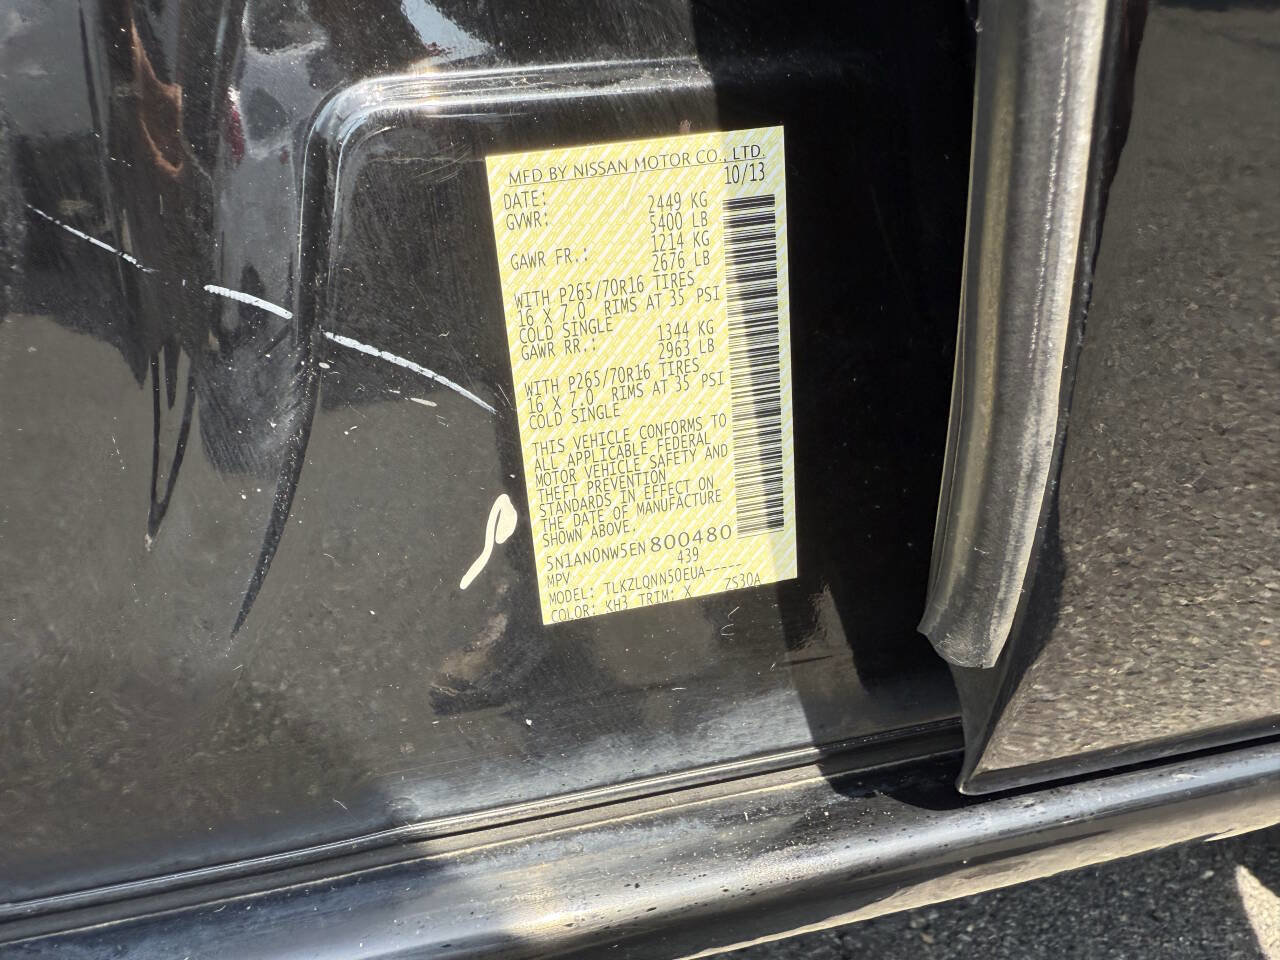 MFD BY NISSAN MOTOR CO., LTD.
DATE: 10/13
GVWR: 2449 KG
5400 LB
GAWR FR.: 1214 KG
2676 LB
WITH P265/70R16 TIRES
16 X 7.0 RIMS AT 35 PSI
COLD SINGLE
GAWR RR.: 1344 KG
2963 LB
WITH P265/70R16 TIRES
16 X 7.0 RIMS AT 35 PSI
COLD SINGLE
THIS VEHICLE CONFORMS TO
ALL APPLICABLE FEDERAL
MOTOR VEHICLE SAFETY AND
THEFT PREVENTION
STANDARDS IN EFFECT ON
THE DATE OF MANUFACTURE
SHOWN ABOVE.
5N1AN0NW5EN800480
MPV 439
MODEL: TLKZLQNN50EUA-----
COLOR: KH3 TRIM: X 7S30A